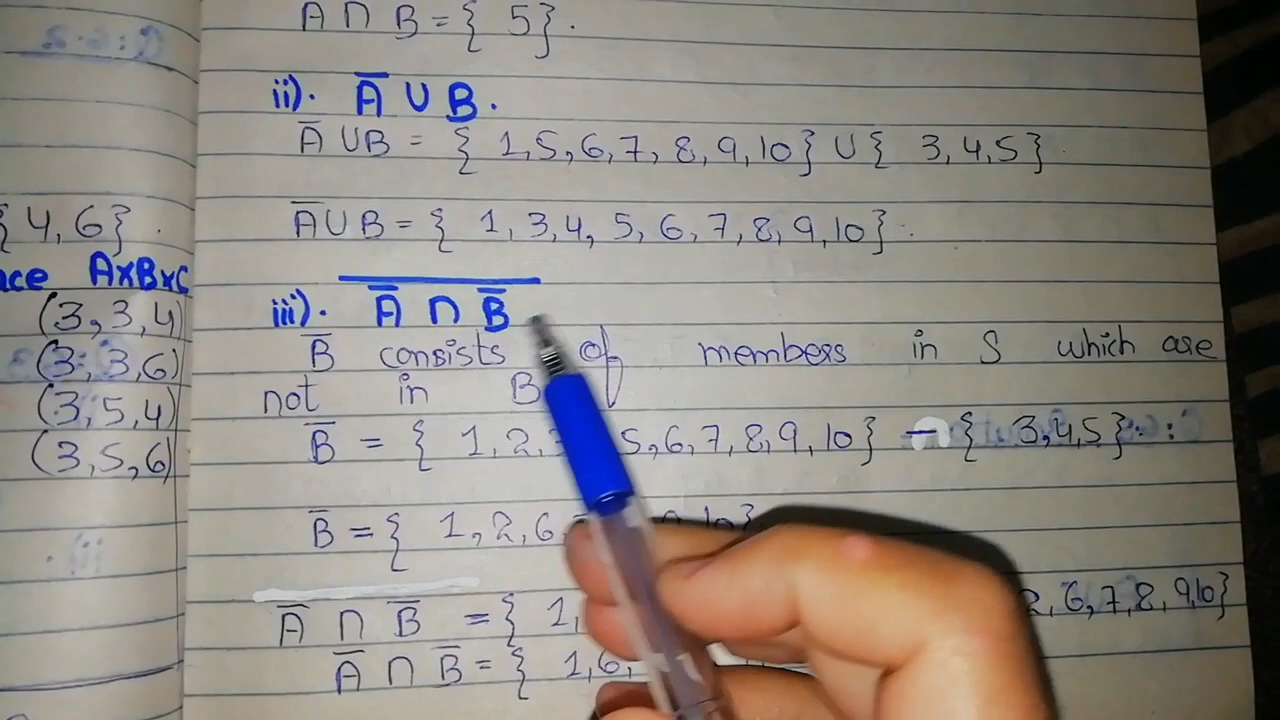 A ∩ B = { 5}.
ii). A̅ ∪ B.
A̅ ∪ B = { 1,5,6,7,8,9,10} ∪ { 3,4,5}
A̅ ∪ B = { 1,3,4,5,6,7,8,9,10}.
iii). A̅ ∩ B̅
B̅ consists of members in S which are
not in B
B̅ = { 1,2,3 5,6,7,8,9,10} - { 3,4,5}
B̅ = { 1,2,6
A̅ ∩ B̅ = { 1, 2,6,7,8,9,10}
A̅ ∩ B̅ = { 1,6,
{4,6}.
AxBxC
(3,3,4)
(3,3,6)
(3,5,4)
(3,5,6)